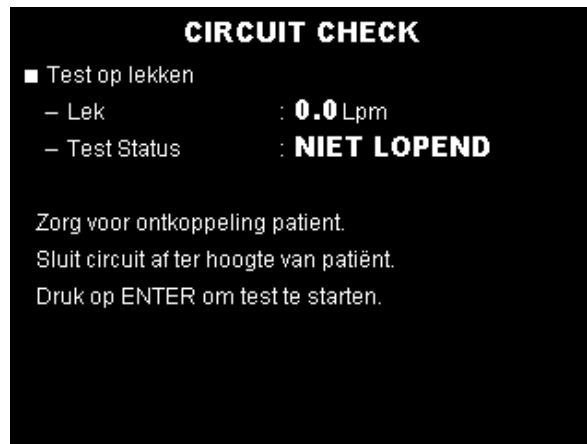 CIRCUIT CHECK
■ Test op lekken
– Lek : 0.0 Lpm
– Test Status : NIET LOPEND
Zorg voor ontkoppeling patient.
Sluit circuit af ter hoogte van patiënt.
Druk op ENTER om test te starten.